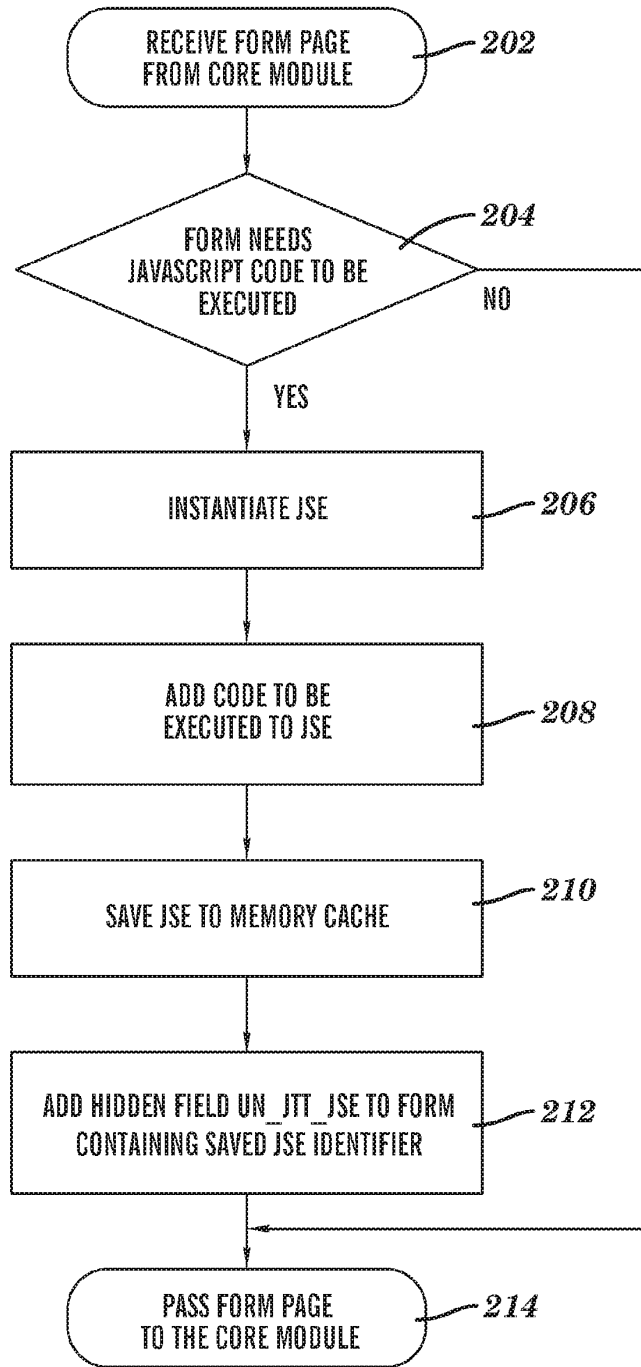 RECEIVE FORM PAGE
FROM CORE MODULE
202
FORM NEEDS
JAVASCRIPT CODE TO BE
EXECUTED
204
NO
YES
INSTANTIATE JSE
206
ADD CODE TO BE
EXECUTED TO JSE
208
SAVE JSE TO MEMORY CACHE
210
ADD HIDDEN FIELD UN_JTT_JSE TO FORM
CONTAINING SAVED JSE IDENTIFIER
212
PASS FORM PAGE
TO THE CORE MODULE
214